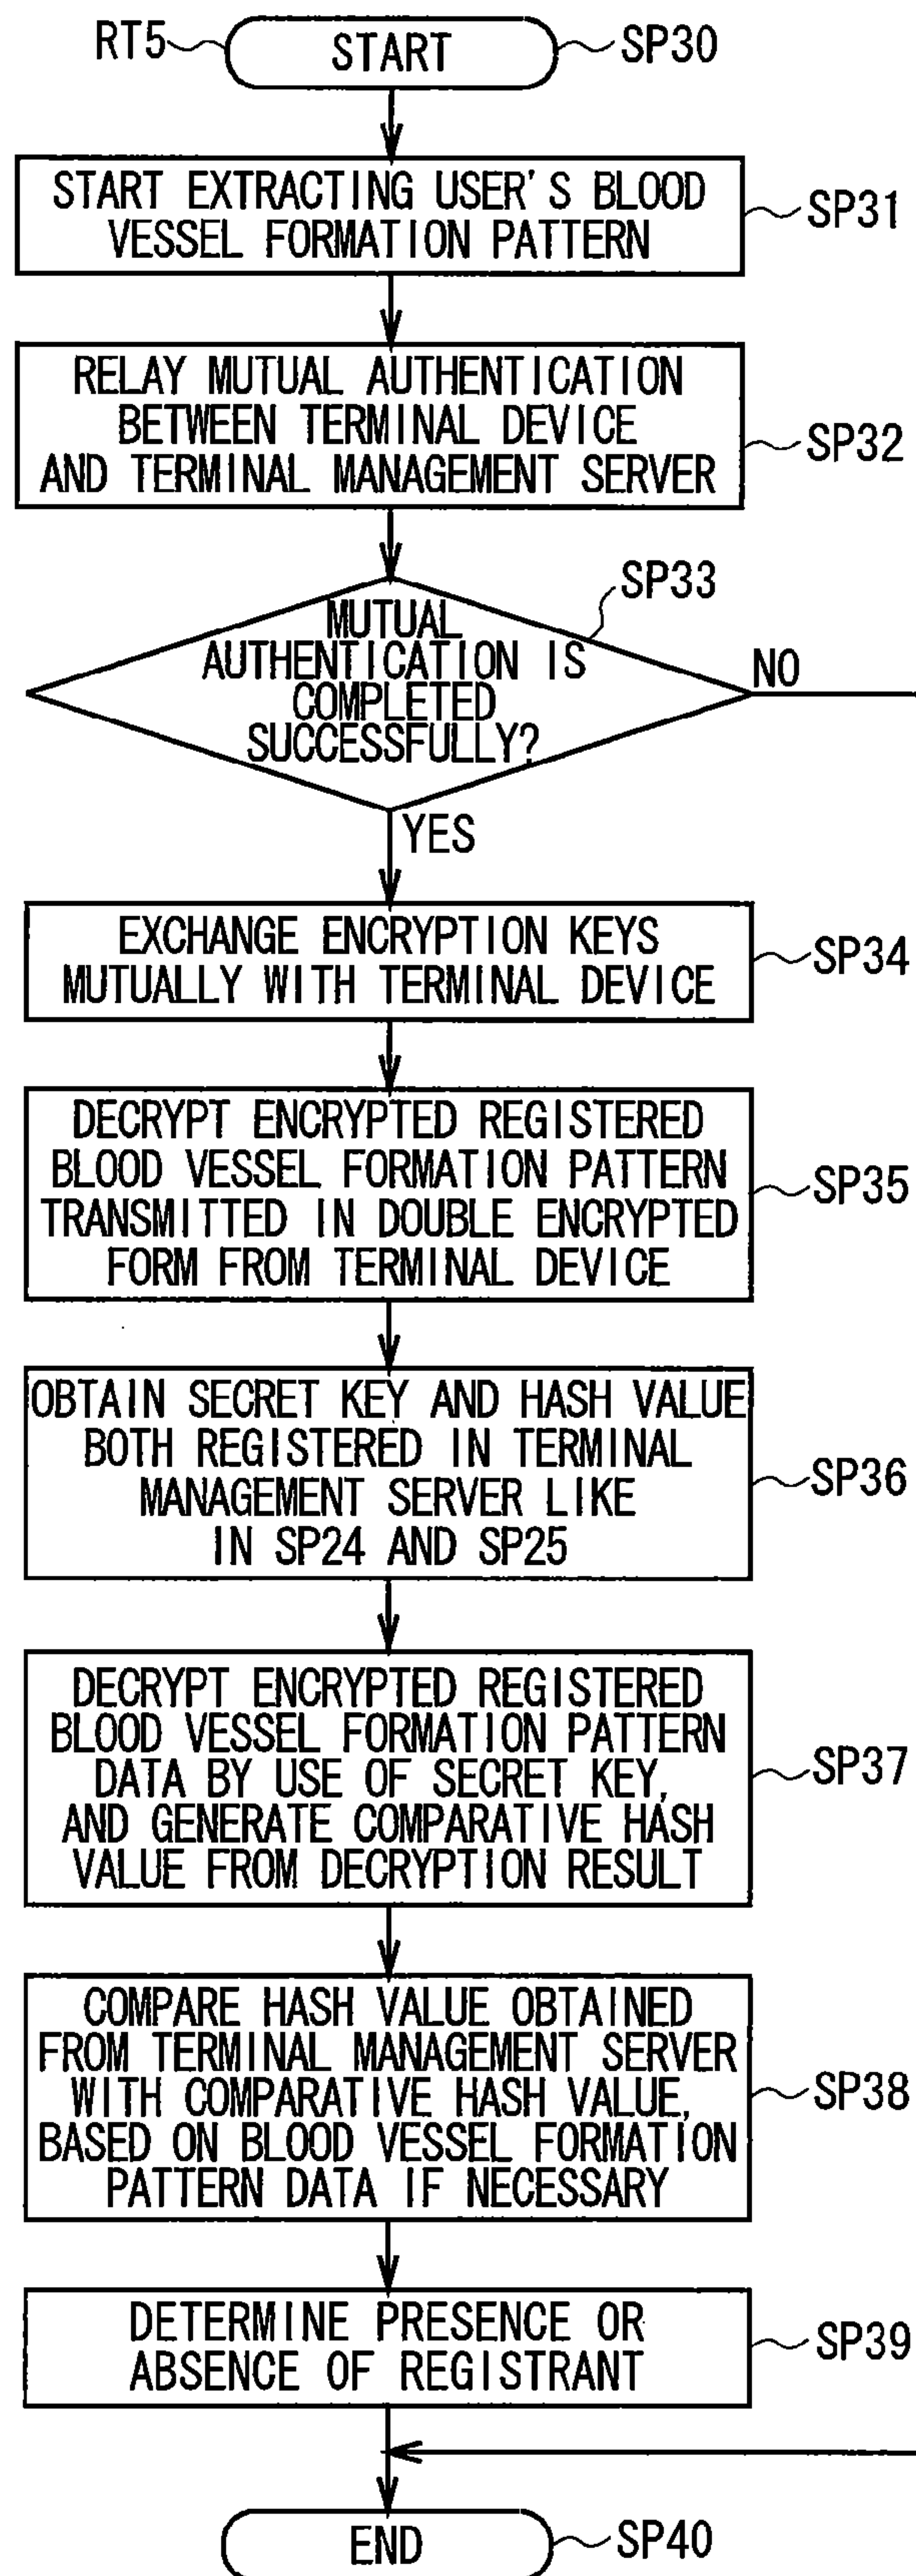 RT5
START
SP30
START EXTRACTING USER'S BLOOD
VESSEL FORMATION PATTERN
SP31
RELAY MUTUAL AUTHENTICATION
BETWEEN TERMINAL DEVICE
AND TERMINAL MANAGEMENT SERVER
SP32
SP33
MUTUAL
AUTHENTICATION IS
COMPLETED
SUCCESSFULLY?
NO
YES
EXCHANGE ENCRYPTION KEYS
MUTUALLY WITH TERMINAL DEVICE
SP34
DECRYPT ENCRYPTED REGISTERED
BLOOD VESSEL FORMATION PATTERN
TRANSMITTED IN DOUBLE ENCRYPTED
FORM FROM TERMINAL DEVICE
SP35
OBTAIN SECRET KEY AND HASH VALUE
BOTH REGISTERED IN TERMINAL
MANAGEMENT SERVER LIKE
IN SP24 AND SP25
SP36
DECRYPT ENCRYPTED REGISTERED
BLOOD VESSEL FORMATION PATTERN
DATA BY USE OF SECRET KEY,
AND GENERATE COMPARATIVE HASH
VALUE FROM DECRYPTION RESULT
SP37
COMPARE HASH VALUE OBTAINED
FROM TERMINAL MANAGEMENT SERVER
WITH COMPARATIVE HASH VALUE,
BASED ON BLOOD VESSEL FORMATION
PATTERN DATA IF NECESSARY
SP38
DETERMINE PRESENCE OR
ABSENCE OF REGISTRANT
SP39
END
SP40